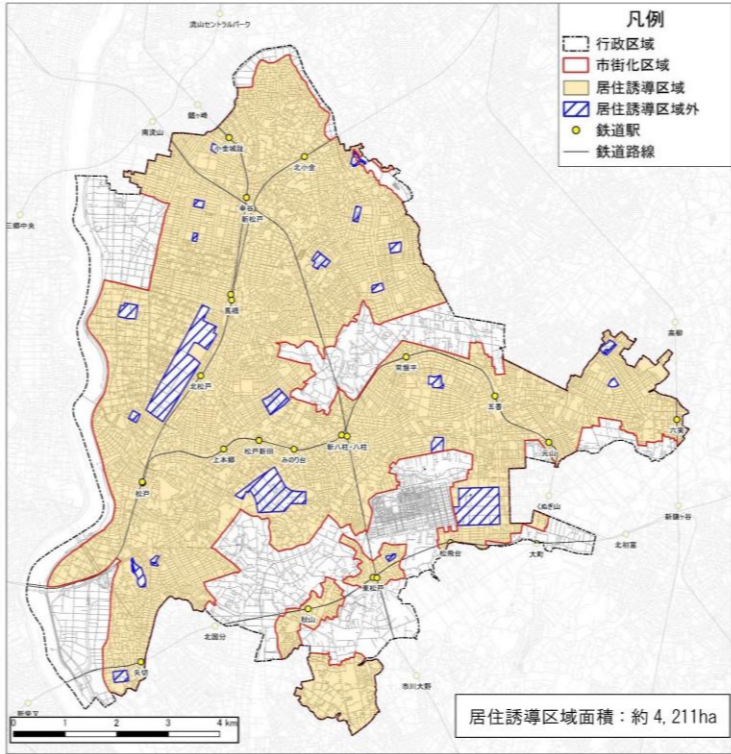 凡例
行政区域
市街化区域
居住誘導区域
居住誘導区域外
鉄道駅
鉄道路線
流山セントラルパーク
鰭ヶ崎
南流山
小金城趾
北小金
三郷中央
幸谷
新松戸
馬橋
高柳
常盤平
北松戸
五香
六実
新八柱・八柱
松戸新田
みのり台
上本郷
元山
松戸
くぬぎ山
新鎌ヶ谷
北初富
大町
松飛台
東松戸
秋山
北国分
矢切
市川大野
0 1 2 3 4 km
居住誘導区域面積：約 4,211ha